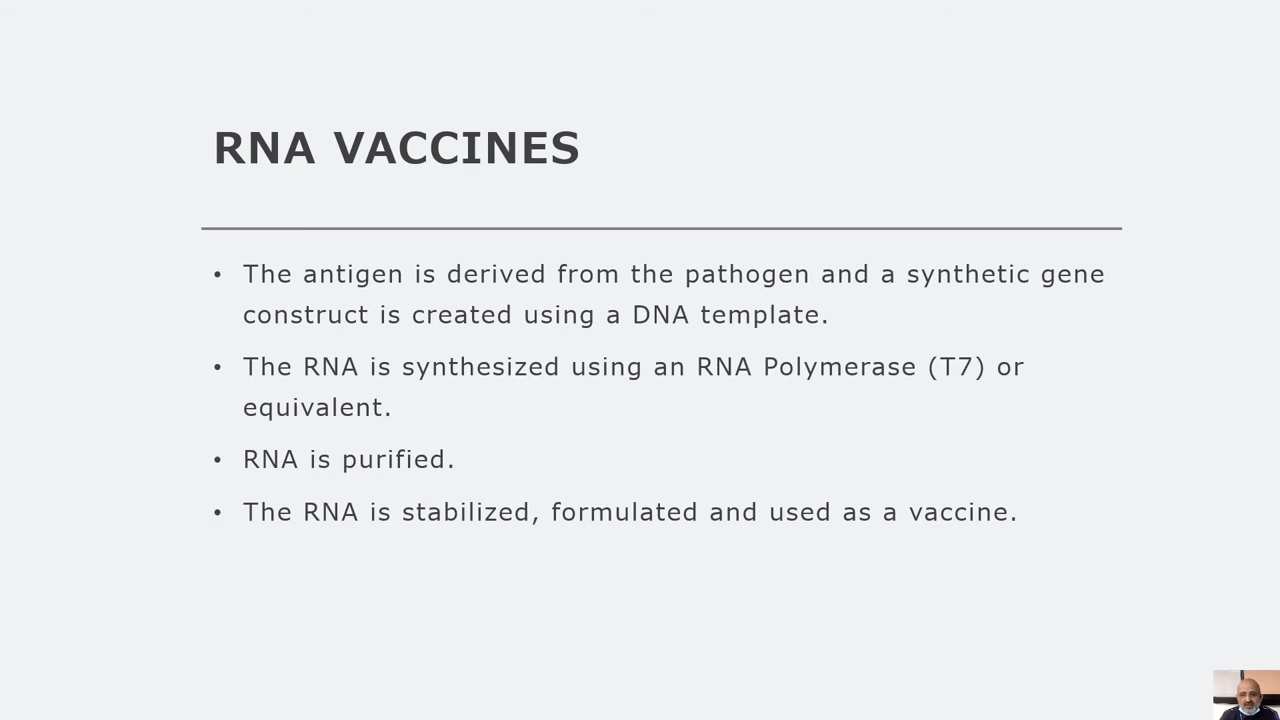 RNA VACCINES
• The antigen is derived from the pathogen and a synthetic gene
construct is created using a DNA template.
• The RNA is synthesized using an RNA Polymerase (T7) or
equivalent.
• RNA is purified.
• The RNA is stabilized, formulated and used as a vaccine.